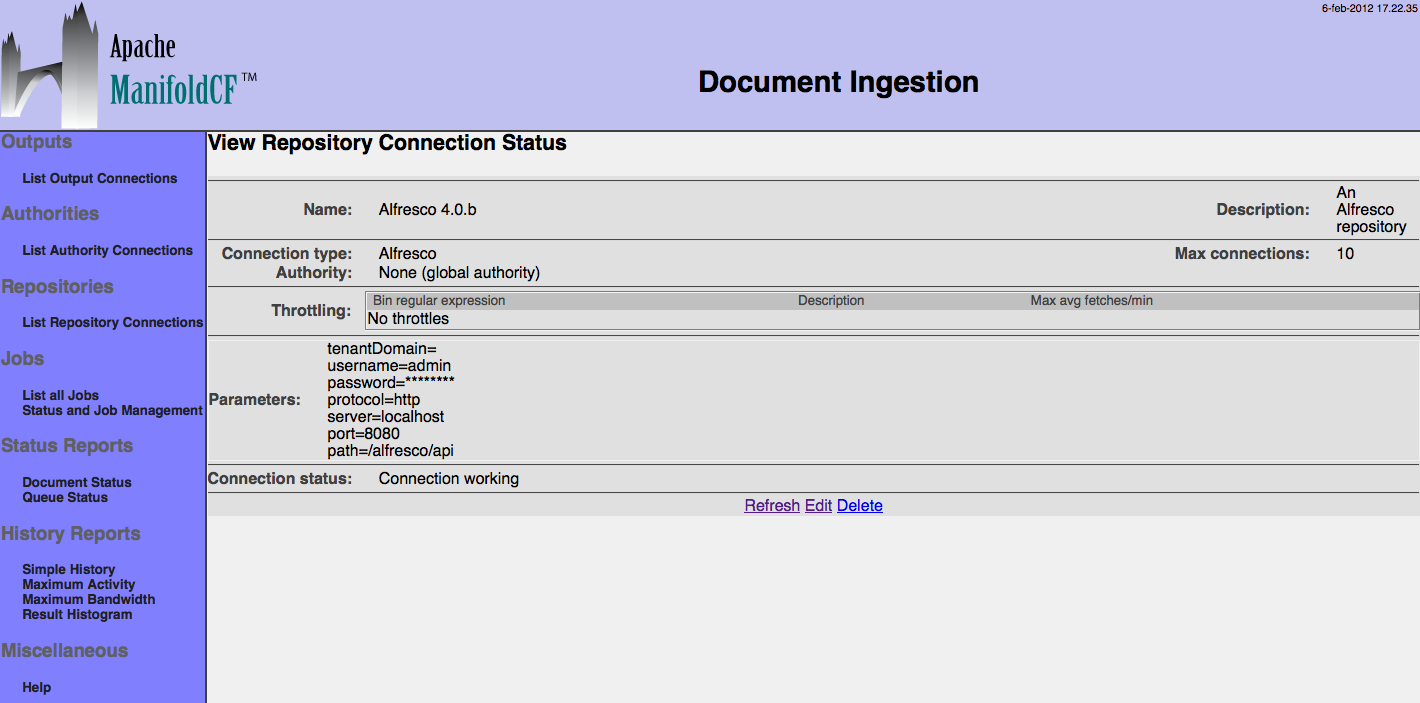 6-feb-2012 17.22.35
Apache
ManifoldCF™
Document Ingestion
Outputs
List Output Connections
Authorities
List Authority Connections
Repositories
List Repository Connections
Jobs
List all Jobs
Status and Job Management
Status Reports
Document Status
Queue Status
History Reports
Simple History
Maximum Activity
Maximum Bandwidth
Result Histogram
Miscellaneous
Help
View Repository Connection Status
Name: Alfresco 4.0.b
Description: An
Alfresco
repository
Connection type: Alfresco Max connections: 10
Authority: None (global authority)
Throttling:
Bin regular expression Description Max avg fetches/min
No throttles
Parameters:
tenantDomain=
username=admin
password=********
protocol=http
server=localhost
port=8080
path=/alfresco/api
Connection status: Connection working
Refresh Edit Delete